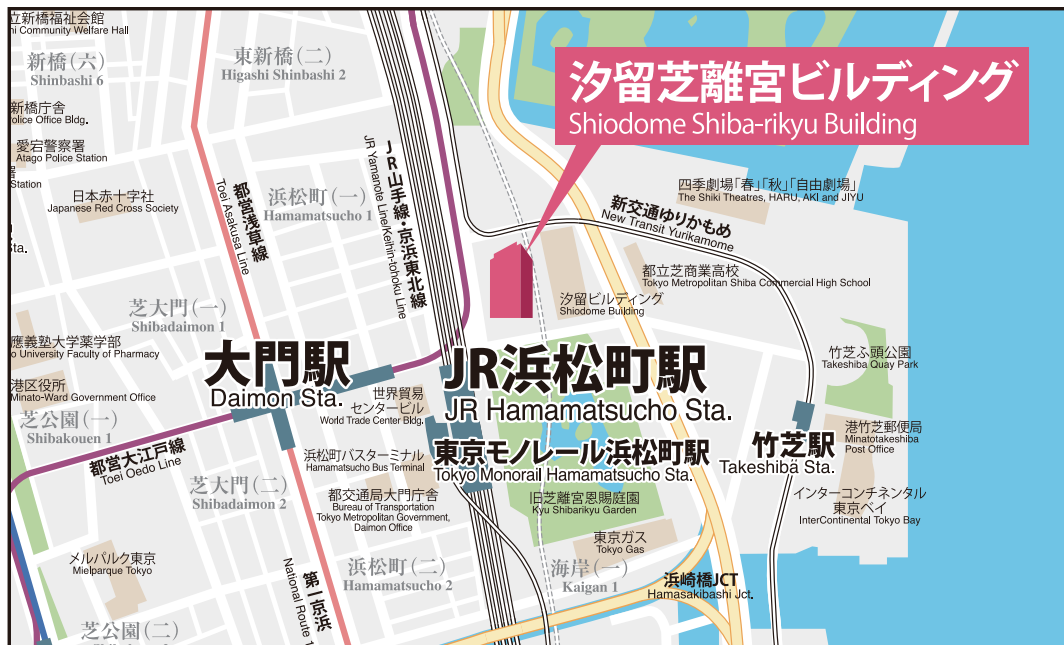 立新橋福祉会館
ni Community Welfare Hall
新橋(六)
Shinbashi 6
東新橋(二)
Higashi Shinbashi 2
汐留芝離宮ビルディング
Shiodome Shiba-rikyu Building
新橋庁舎
olice Office Bldg.
愛宕警察署
Atago Police Station
署
Station
日本赤十字社
Japanese Red Cross Society
ta.
都営浅草線
Toei Asakusa Line
浜松町(一)
Hamamatsucho 1
JR山手線・京浜東北線
JR Yamanote Line/Keihin-tohoku Line
四季劇場「春」「秋」「自由劇場」
The Shiki Theatres, HARU, AKI and JIYU
新交通ゆりかもめ
New Transit Yurikamome
都立芝商業高校
Tokyo Metropolitan Shiba Commercial High School
汐留ビルディング
Shiodome Building
芝大門(一)
Shibadaimon 1
應義塾大学薬学部
o University Faculty of Pharmacy
港区役所
Minato-Ward Government Office
芝公園(一)
Shibakouen 1
大門駅
Daimon Sta.
JR浜松町駅
JR Hamamatsucho Sta.
世界貿易
センタービル
World Trade Center Bldg.
竹芝ふ頭公園
Takeshiba Quay Park
都営大江戸線
Toei Oedo Line
浜松町バスターミナル
Hamamatsucho Bus Terminal
東京モノレール浜松町駅
Tokyo Monorail Hamamatsucho Sta.
竹芝駅
Takeshiba Sta.
港竹芝郵便局
Minatotakeshiba
Post Office
芝大門(二)
Shibadaimon 2
都交通局大門庁舎
Bureau of Transportation
Tokyo Metropolitan Government,
Daimon Office
旧芝離宮恩賜庭園
Kyu Shibarikyu Garden
インターコンチネンタル
東京ベイ
InterContinental Tokyo Bay
東京ガス
Tokyo Gas
メルパルク東京
Mielparque Tokyo
第一京浜
National Route 1
浜松町(二)
Hamamatsucho 2
海岸(一)
Kaigan 1
浜崎橋JCT
Hamasakibashi Jct.
芝公園(二)